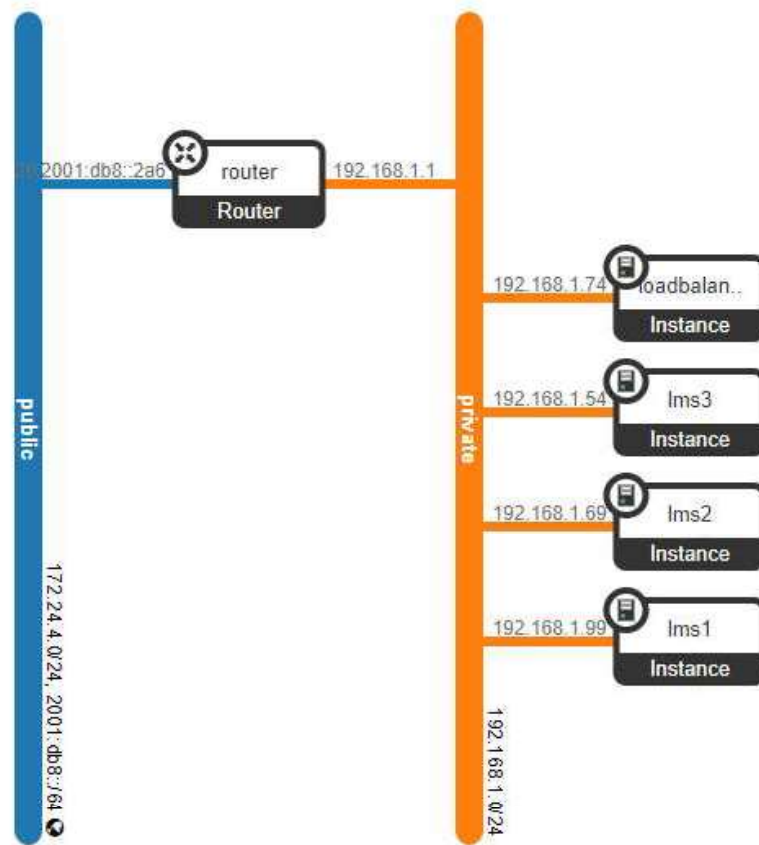 2001:db8::2a6
router
192.168.1.1
Router
192.168.1.74
loadbalan..
Instance
192.168.1.54
lms3
Instance
public
private
192.168.1.69
lms2
Instance
192.168.1.99
lms1
Instance
172.24.4.0/24, 2001:db8::/64
192.168.1.0/24